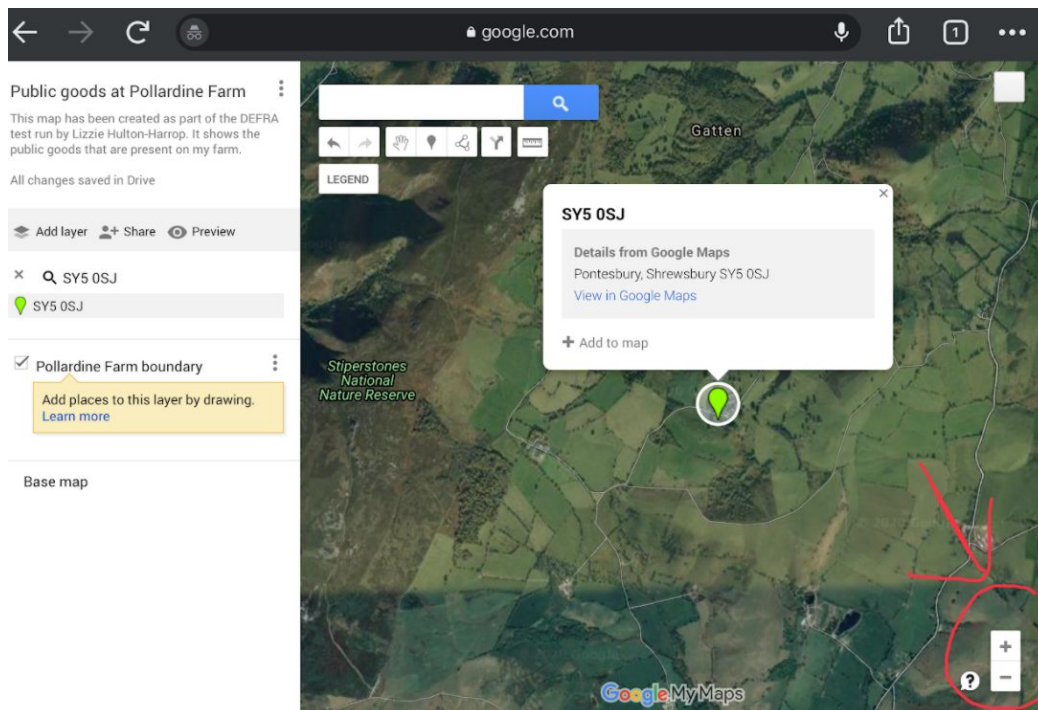 google.com
1
Public goods at Pollardine Farm
This map has been created as part of the DEFRA
test run by Lizzie Hulton-Harrop. It shows the
public goods that are present on my farm.
All changes saved in Drive
Add layer
Share
Preview
SY5 0SJ
SY5 0SJ
Pollardine Farm boundary
Add places to this layer by drawing.
Learn more
Base map
LEGEND
Gatten
SY5 0SJ
Details from Google Maps
Pontesbury, Shrewsbury SY5 0SJ
View in Google Maps
+ Add to map
Stiperstones
National
Nature Reserve
Google My Maps
?
+
−